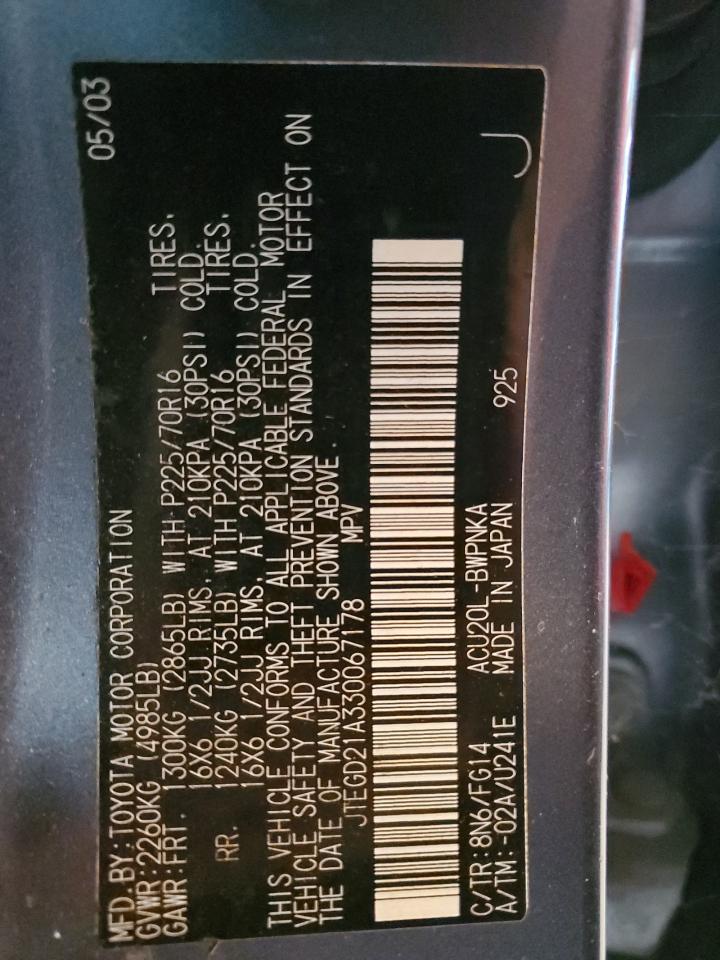 MFD.BY:TOYOTA MOTOR CORPORATION 05/03
GVWR:2260KG (4985LB)
GAWR:FRT. 1300KG (2865LB) WITH P225/70R16 TIRES,
16X6 1/2JJ RIMS, AT 210KPA (30PSI) COLD.
RR. 1240KG (2735LB) WITH P225/70R16 TIRES,
16X6 1/2JJ RIMS, AT 210KPA (30PSI) COLD.
THIS VEHICLE CONFORMS TO ALL APPLICABLE FEDERAL MOTOR
VEHICLE SAFETY AND THEFT PREVENTION STANDARDS IN EFFECT ON
THE DATE OF MANUFACTURE SHOWN ABOVE.
JTEGD21A330067178 MPV
C/TR:8N6/FG14 ACU20L-BWPNKA
A/TM:-02A/U241E MADE IN JAPAN 925 J